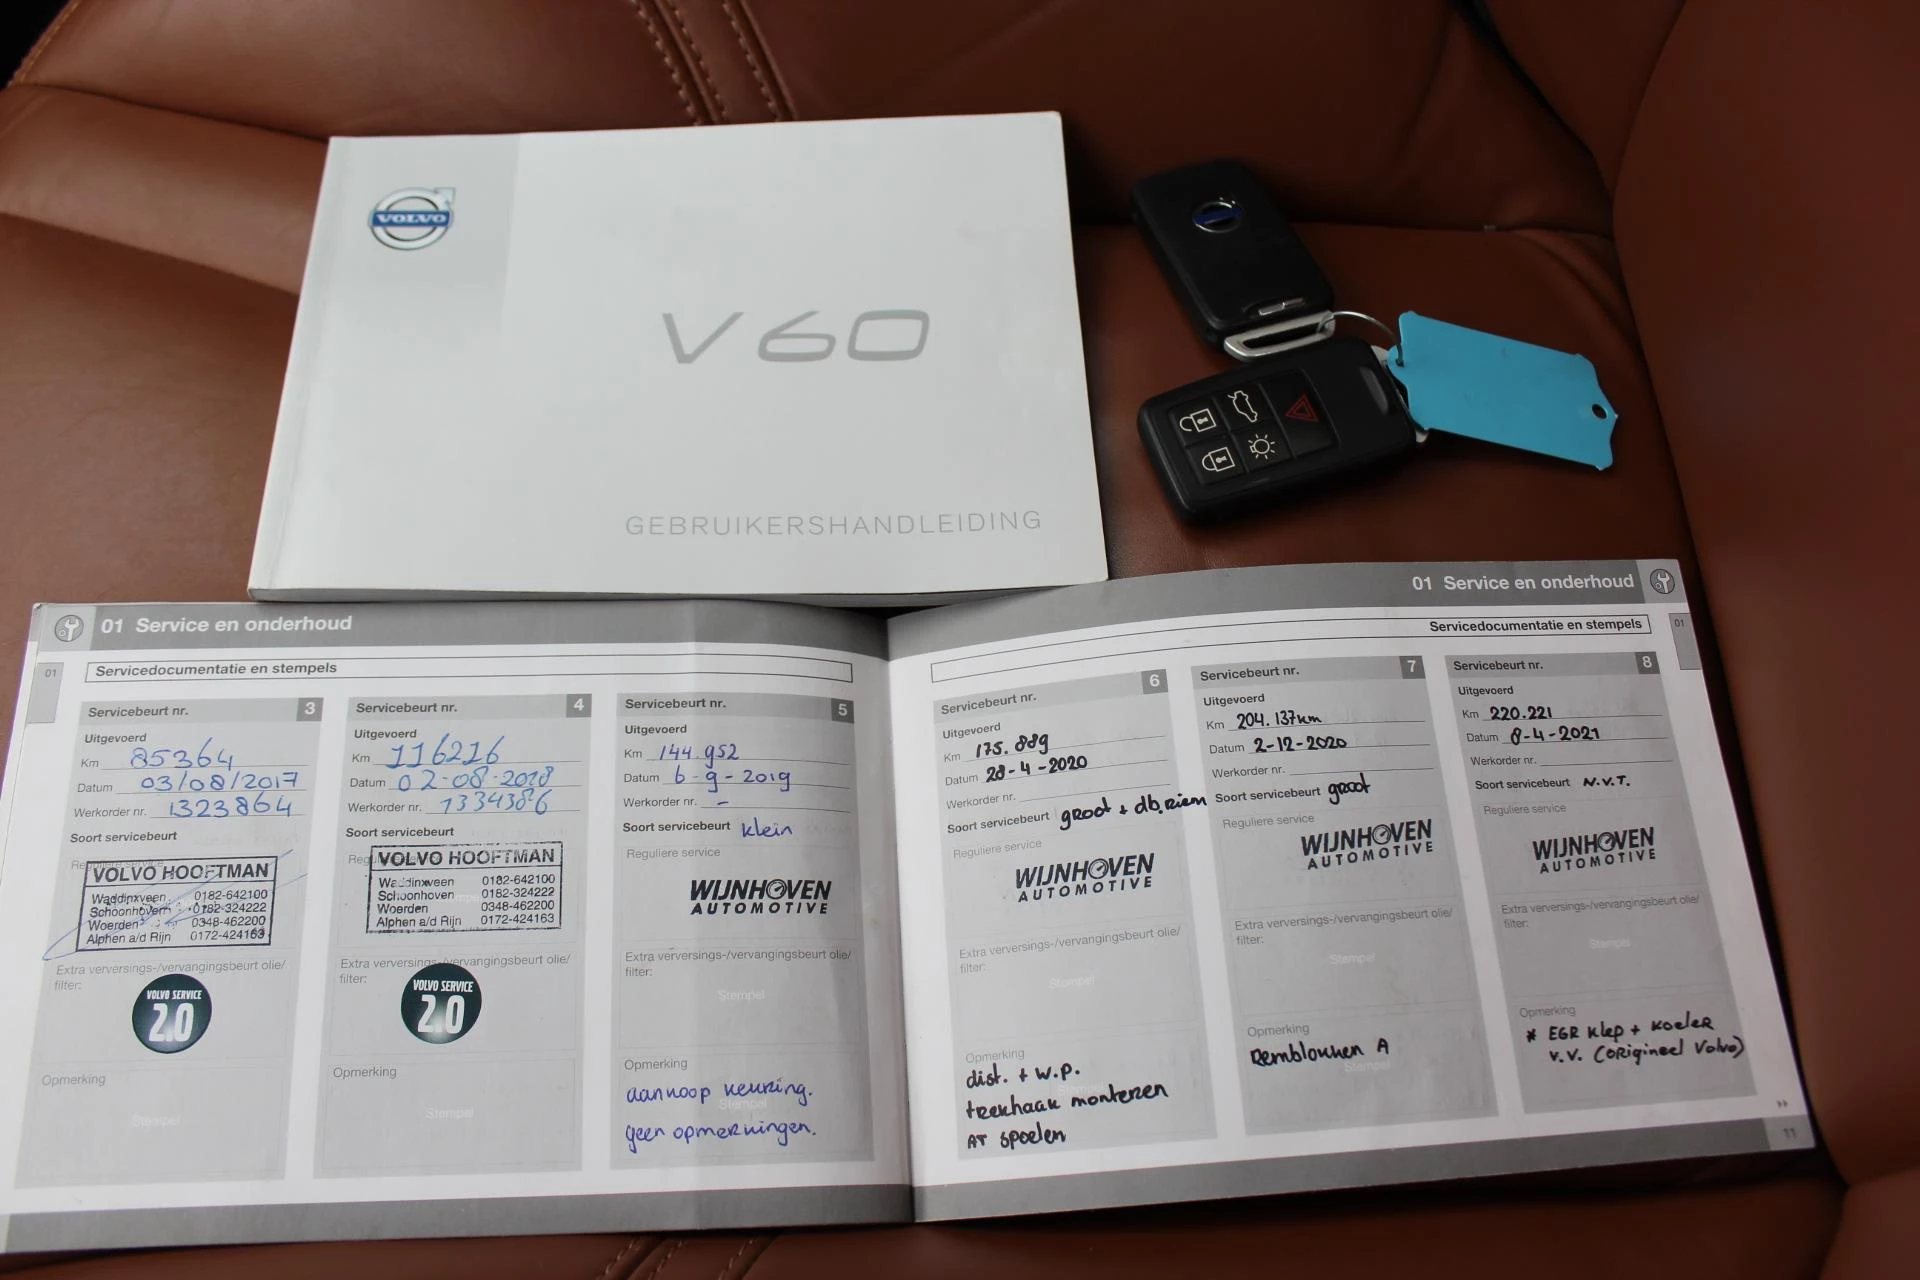 VOLVO
V60
GEBRUIKERSHANDLEIDING
01 Service en onderhoud
01
Servicedocumentatie en stempels
Servicebeurt nr. 3
Uitgevoerd
Km 85364
Datum 03/08/2017
Werkorder nr. 1323864
Soort servicebeurt
Reguliere service
VOLVO HOOFTMAN
Waddinxveen 0182-642100
Schoonhoven 0182-324222
Woerden 0348-462200
Alphen a/d Rijn 0172-424163
Extra verversings-/vervangingsbeurt olie/
filter:
VOLVO SERVICE
2.0
Opmerking
Stempel
Servicebeurt nr. 4
Uitgevoerd
Km 116216
Datum 02-08-2018
Werkorder nr. 1334386
Soort servicebeurt
VOLVO HOOFTMAN
Waddinxveen 0182-642100
Schoonhoven 0182-324222
Woerden 0348-462200
Alphen a/d Rijn 0172-424163
Extra verversings-/vervangingsbeurt olie/
filter:
VOLVO SERVICE
2.0
Opmerking
Stempel
Servicebeurt nr. 5
Uitgevoerd
Km 144.952
Datum 6-9-2019
Werkorder nr. -
Soort servicebeurt klein
Reguliere service
WIJNHOVEN
AUTOMOTIVE
Extra verversings-/vervangingsbeurt olie/
filter:
Stempel
Opmerking
aankoop keuring.
Stempel
geen opmerkingen.
01 Service en onderhoud
Servicedocumentatie en stempels
01
Servicebeurt nr. 6
Uitgevoerd
Km 175.889
Datum 28-4-2020
Werkorder nr.
Soort servicebeurt groot + db.riem
Reguliere service
WIJNHOVEN
AUTOMOTIVE
Extra verversings-/vervangingsbeurt olie/
filter:
Stempel
Opmerking
dist. + w.p.
trekhaak monteren
AT spoelen
Servicebeurt nr. 7
Uitgevoerd
Km 204.137km
Datum 2-12-2020
Werkorder nr.
Soort servicebeurt groot
Reguliere service
WIJNHOVEN
AUTOMOTIVE
Extra verversings-/vervangingsbeurt olie/
filter:
Stempel
Opmerking
Remblokken A
Stempel
Servicebeurt nr. 8
Uitgevoerd
Km 220.221
Datum 8-4-2021
Werkorder nr.
Soort servicebeurt N.V.T.
Reguliere service
WIJNHOVEN
AUTOMOTIVE
Extra verversings-/vervangingsbeurt olie/
filter:
Stempel
Opmerking
* EGR klep + koeler
v.v. (origineel Volvo)
11